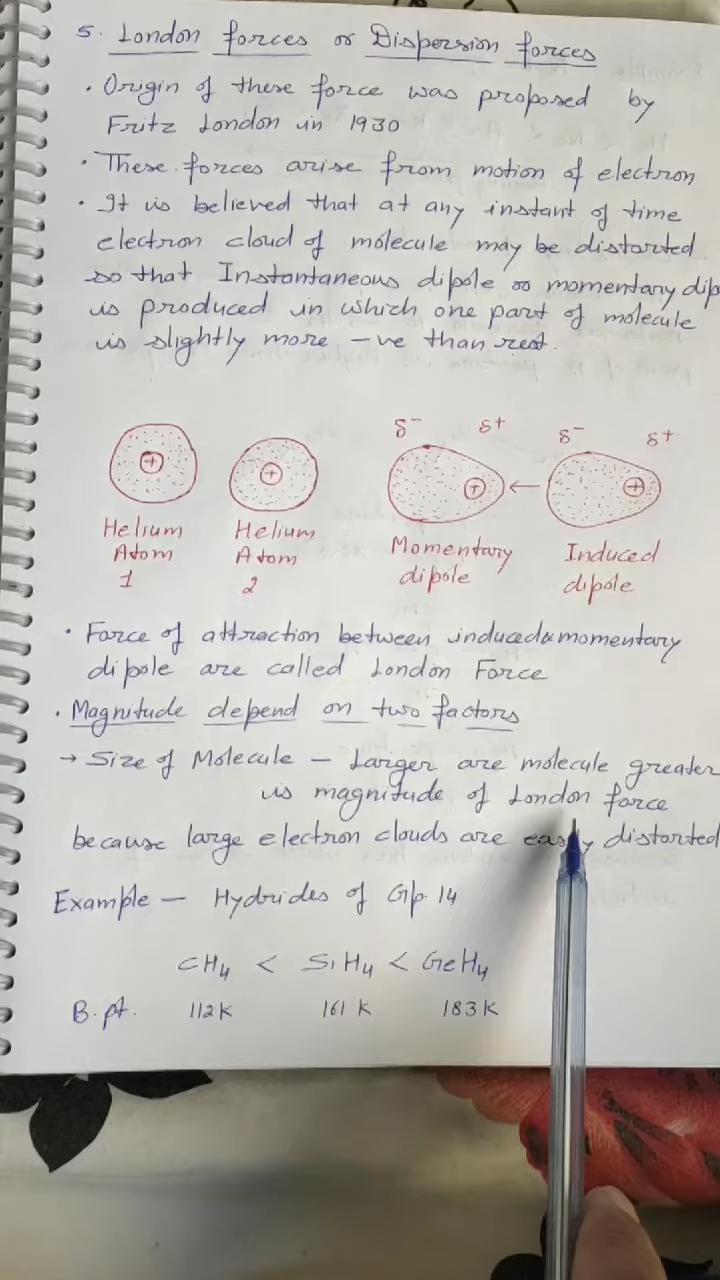 5. London forces or Dispersion forces
· Origin of these force was proposed by
Fritz London in 1930
· These forces arise from motion of electron
· It is believed that at any instant of time
electron cloud of molecule may be distorted
so that Instantaneous dipole or momentary dip
is produced in which one part of molecule
is slightly more -ve than rest.
δ- δ+ δ- δ+
+ + + +
Helium Atom 1
Helium Atom 2
Momentary dipole
Induced dipole
· Force of attraction between induced & momentary
dipole are called London Force
· Magnitude depend on two factors
→ Size of Molecule - Larger are molecule greater
is magnitude of London force
because large electron clouds are easily distorted
Example - Hydrides of Gp. 14
CH4 < SiH4 < GeH4
B.pt. 112K 161 K 183 K